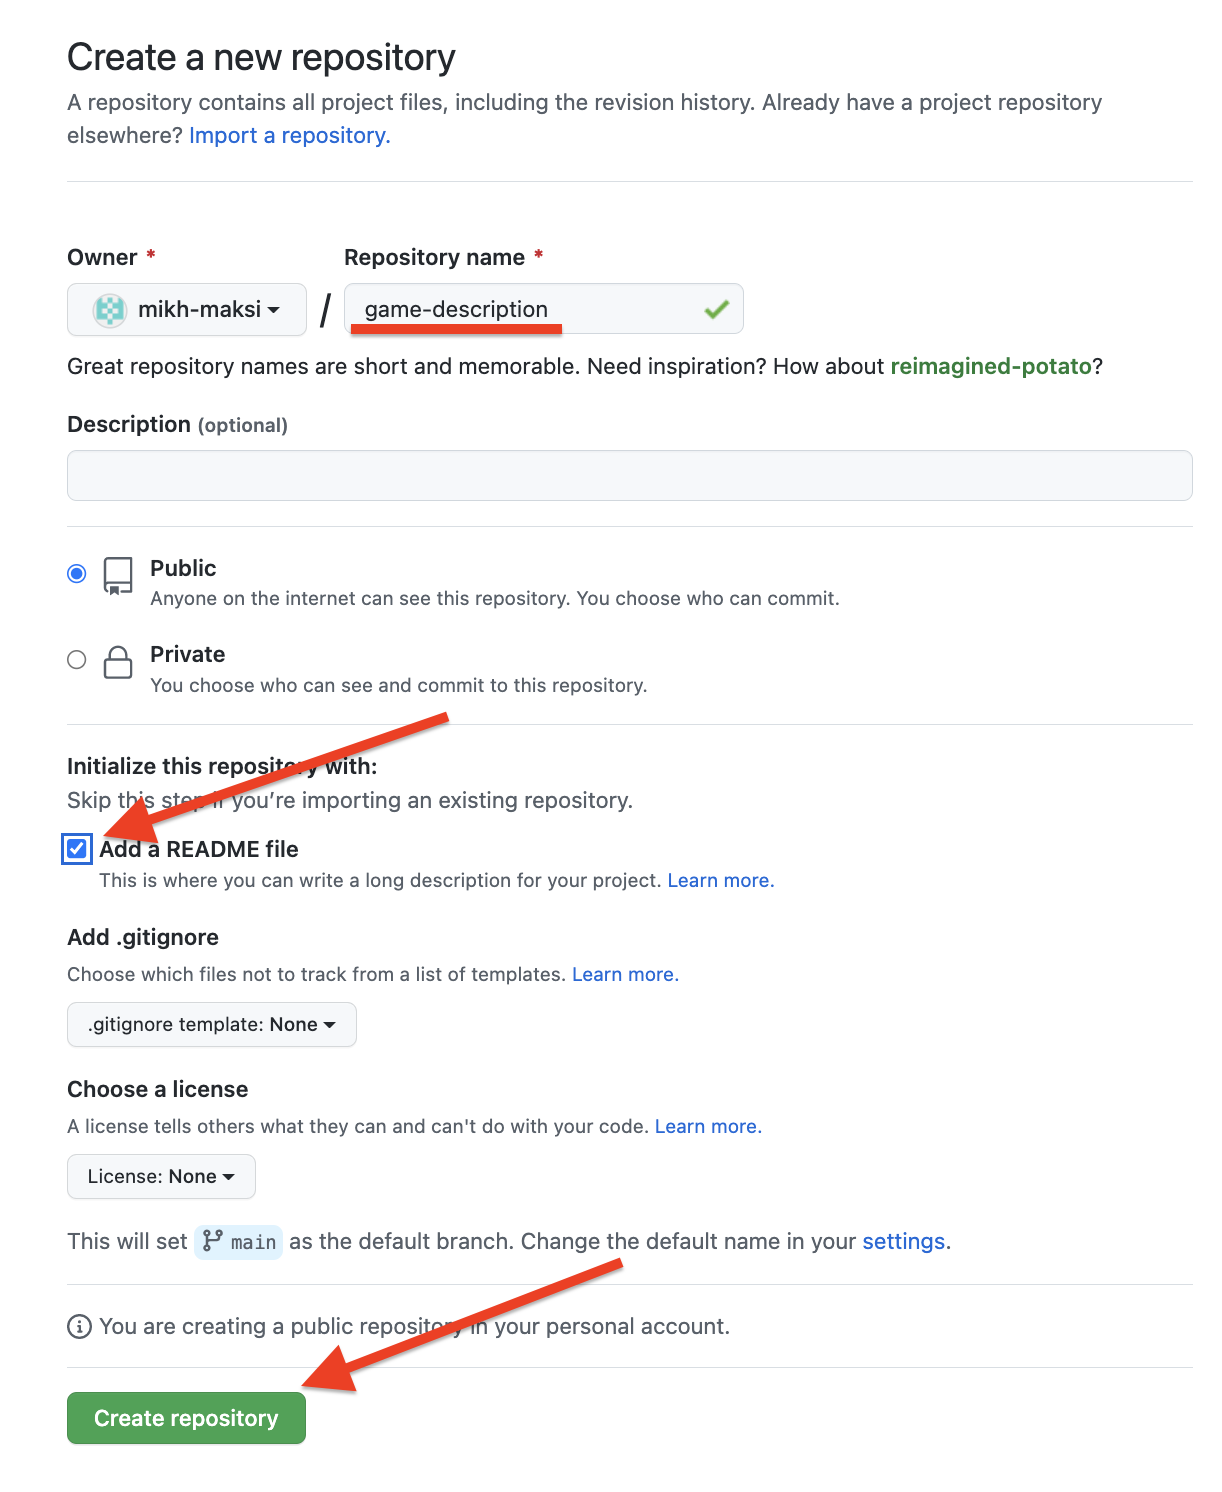 Create a new repository
A repository contains all project files, including the revision history. Already have a project repository
elsewhere? Import a repository.
Owner * Repository name *
mikh-maksi / game-description
Great repository names are short and memorable. Need inspiration? How about reimagined-potato?
Description (optional)
Public
Anyone on the internet can see this repository. You choose who can commit.
Private
You choose who can see and commit to this repository.
Initialize this repository with:
Skip this step if you’re importing an existing repository.
Add a README file
This is where you can write a long description for your project. Learn more.
Add .gitignore
Choose which files not to track from a list of templates. Learn more.
.gitignore template: None
Choose a license
A license tells others what they can and can't do with your code. Learn more.
License: None
This will set main as the default branch. Change the default name in your settings.
You are creating a public repository in your personal account.
Create repository